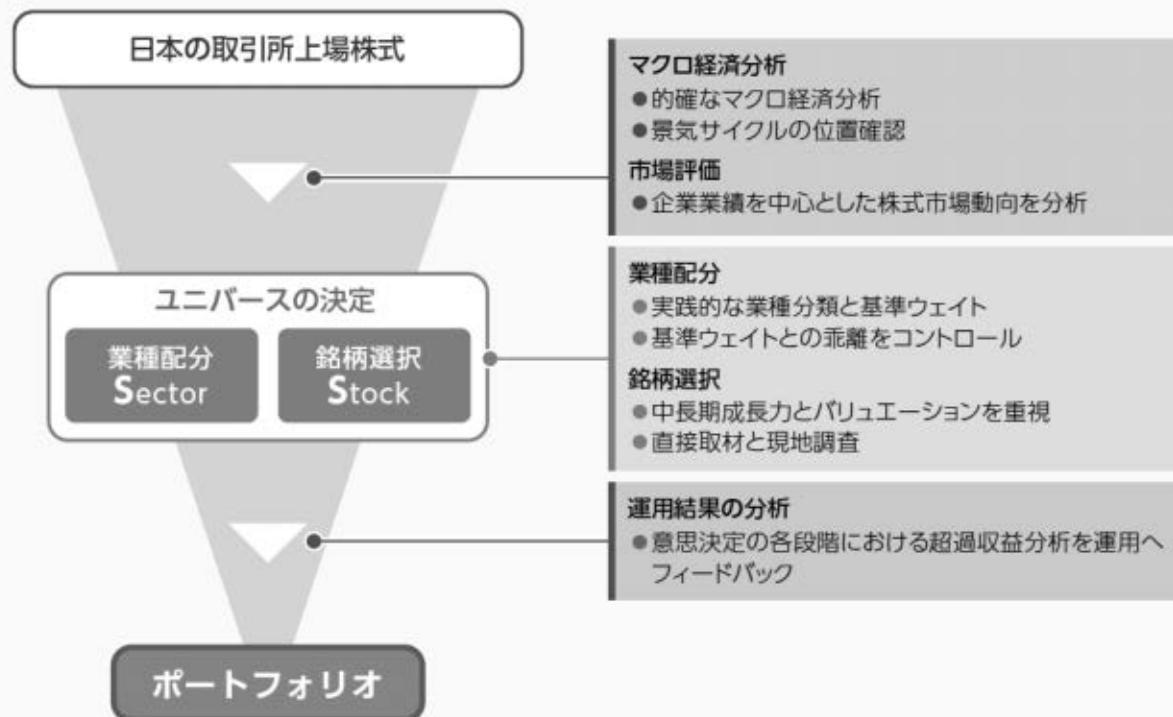 日本の取引所上場株式
マクロ経済分析
●的確なマクロ経済分析
●景気サイクルの位置確認
市場評価
●企業業績を中心とした株式市場動向を分析
ユニバースの決定
業種配分
Sector
銘柄選択
Stock
業種配分
●実践的な業種分類と基準ウェイト
●基準ウェイトとの乖離をコントロール
銘柄選択
●中長期成長力とバリュエーションを重視
●直接取材と現地調査
運用結果の分析
●意思決定の各段階における超過収益分析を運用へ
フィードバック
ポートフォリオ